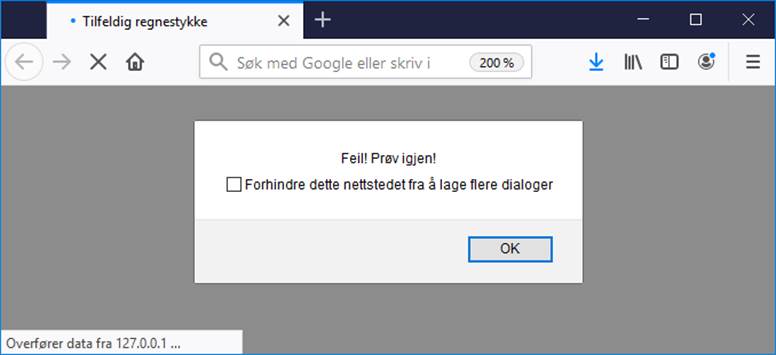 Tilfeldig regnestykke
Søk med Google eller skriv i
200 %
Feil! Prøv igjen!
Forhindre dette nettstedet fra å lage flere dialoger
OK
Overfører data fra 127.0.0.1 ...